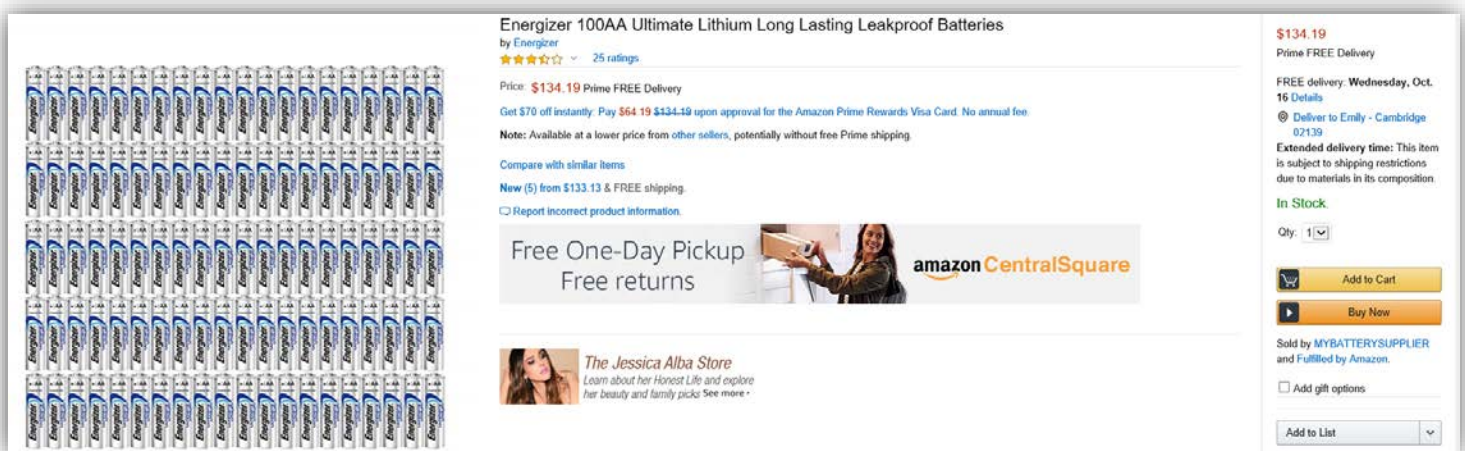 Energizer 100AA Ultimate Lithium Long Lasting Leakproof Batteries
by Energizer
25 ratings
Price: $134.19 Prime FREE Delivery
Get $70 off instantly: Pay $64.19 $134.19 upon approval for the Amazon Prime Rewards Visa Card. No annual fee.
Note: Available at a lower price from other sellers, potentially without free Prime shipping.
Compare with similar items
New (5) from $133.13 & FREE shipping.
Report incorrect product information.
Free One-Day Pickup
Free returns
amazon CentralSquare
The Jessica Alba Store
Learn about her Honest Life and explore
her beauty and family picks See more
$134.19
Prime FREE Delivery
FREE delivery: Wednesday, Oct.
16 Details
Deliver to Emily - Cambridge
02139
Extended delivery time: This item
is subject to shipping restrictions
due to materials in its composition.
In Stock.
Qty: 1
Add to Cart
Buy Now
Sold by MYBATTERYSUPPLIER
and Fulfilled by Amazon.
Add gift options
Add to List